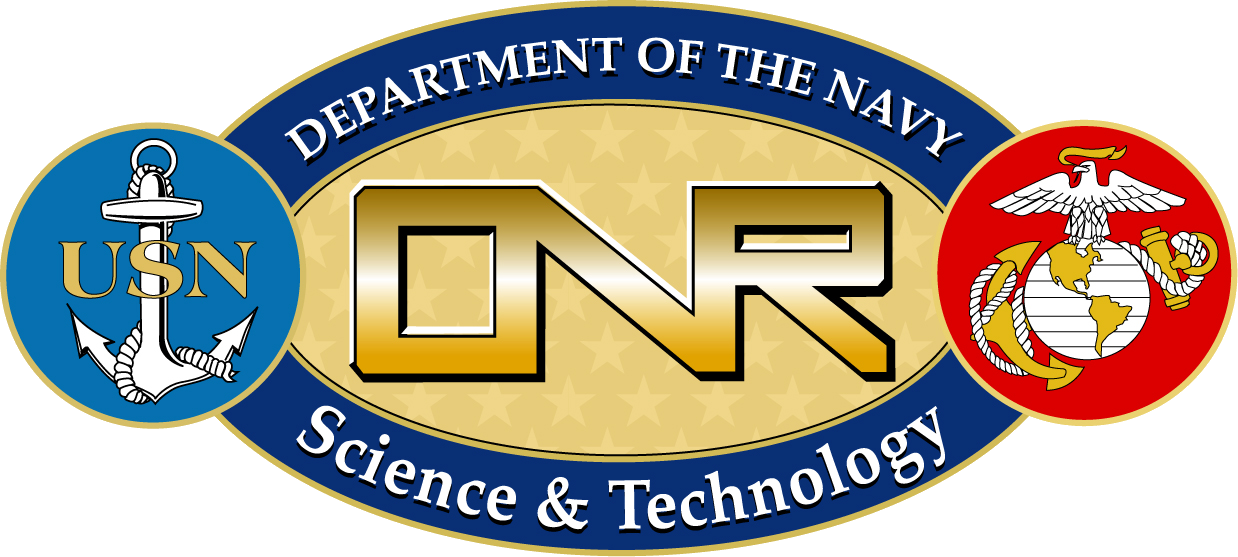 DEPARTMENT OF THE NAVY
USN
ONR
Science & Technology